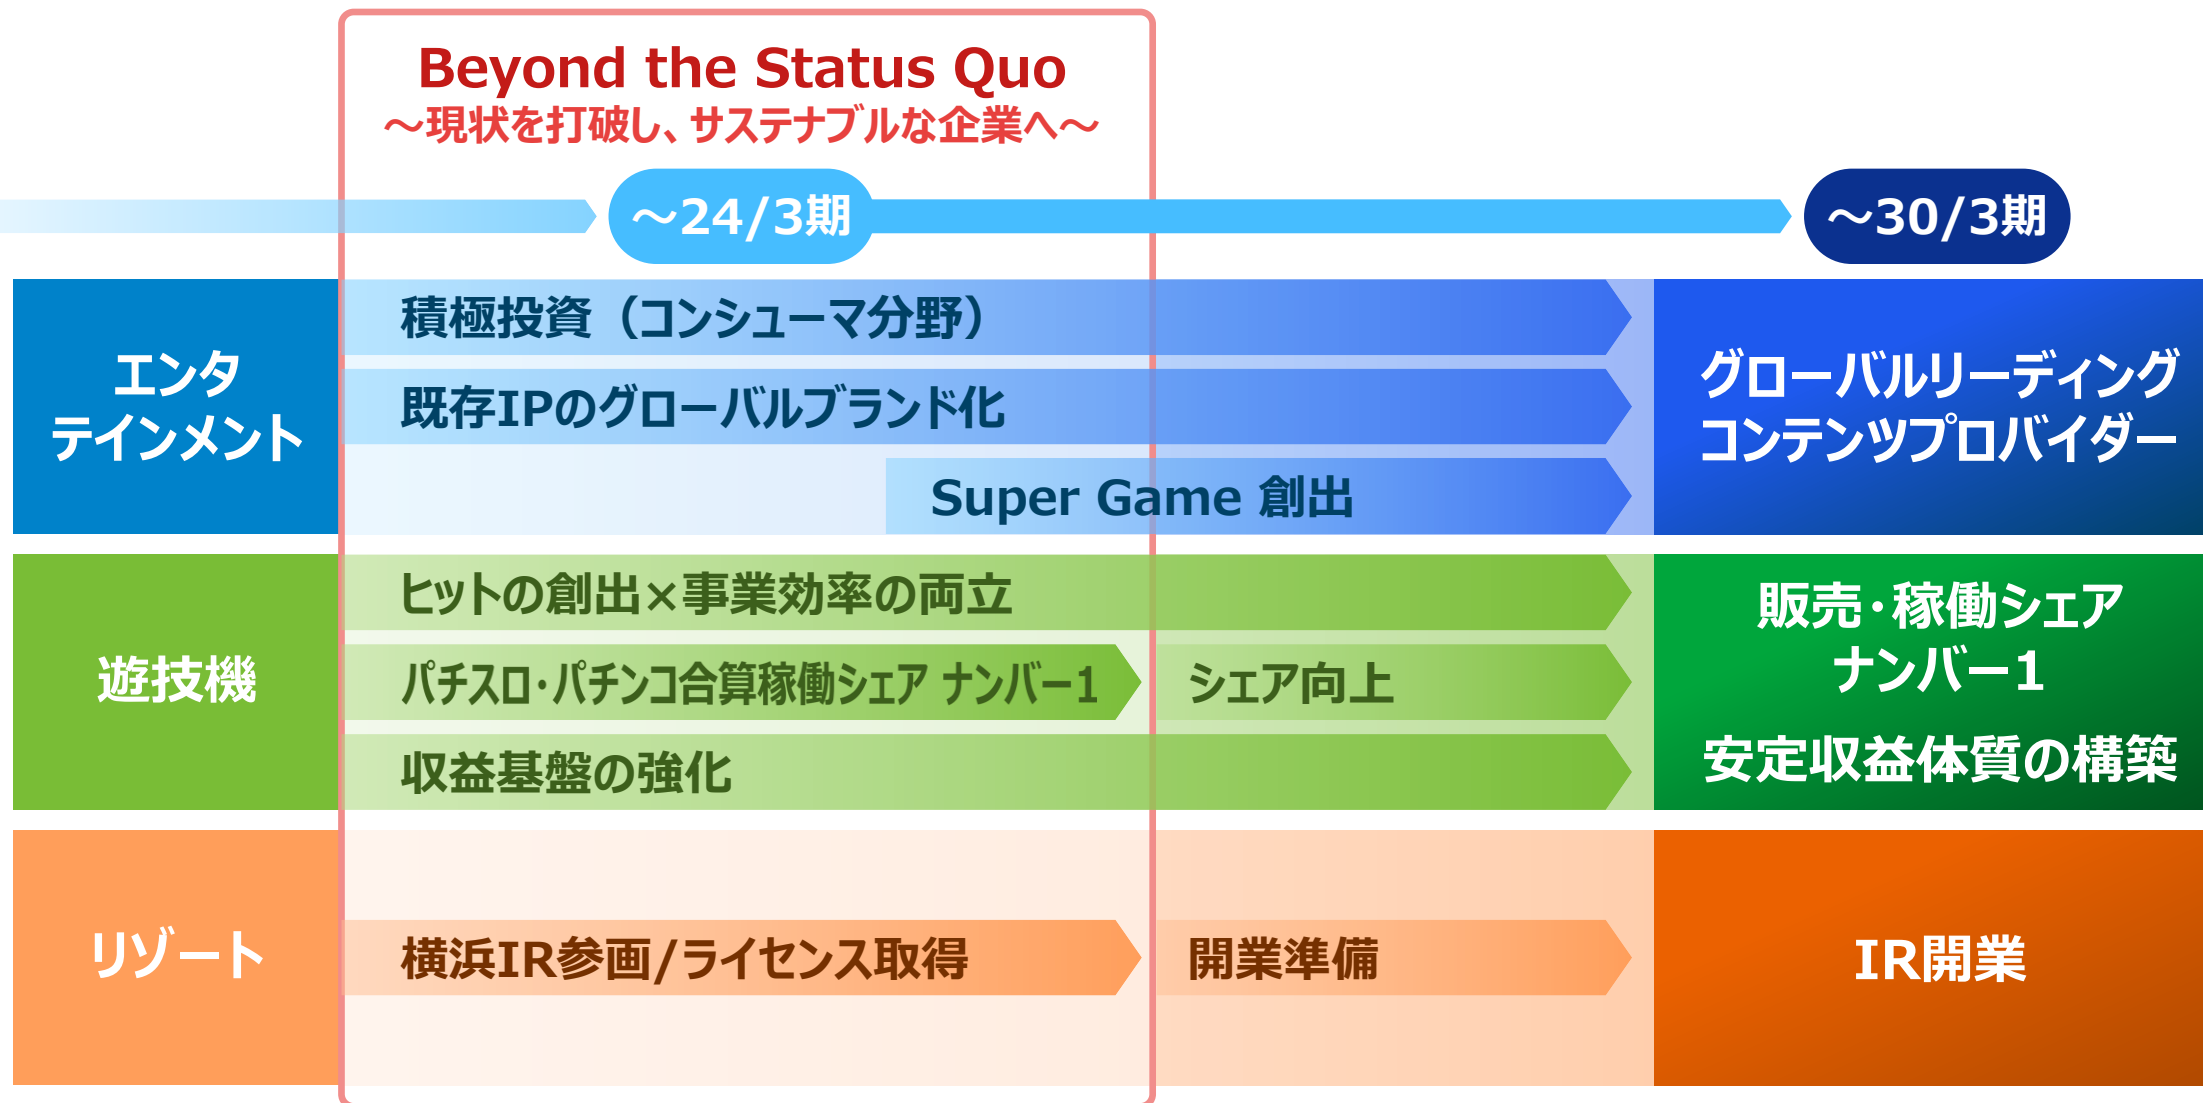 Beyond the Status Quo
～現状を打破し、サステナブルな企業へ～
～24/3期
～30/3期
エンタ
テインメント
積極投資（コンシューマ分野）
既存IPのグローバルブランド化
Super Game 創出
グローバルリーディング
コンテンツプロバイダー
遊技機
ヒットの創出×事業効率の両立
パチスロ・パチンコ合算稼働シェア ナンバー1
シェア向上
収益基盤の強化
販売・稼働シェア
ナンバー1
安定収益体質の構築
リゾート
横浜IR参画/ライセンス取得
開業準備
IR開業